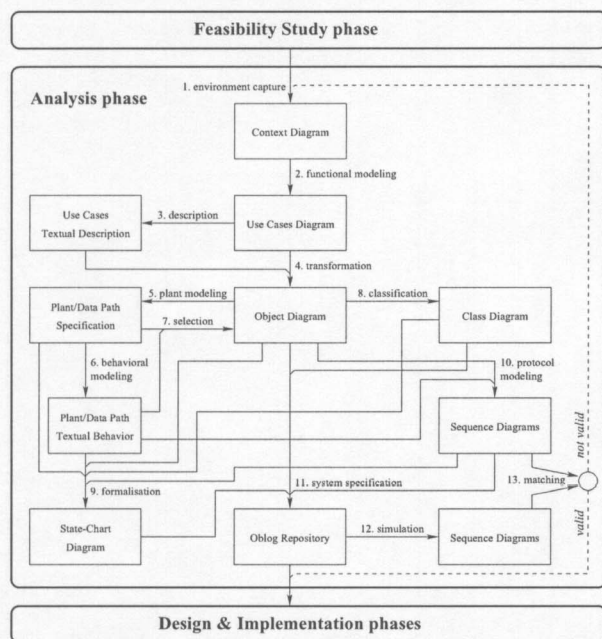 Feasibility Study phase
Analysis phase
1. environment capture
Context Diagram
2. functional modeling
Use Cases
Textual Description
3. description
Use Cases Diagram
4. transformation
Plant/Data Path
Specification
5. plant modeling
7. selection
Object Diagram
8. classification
Class Diagram
6. behavioral
modeling
10. protocol
modeling
Plant/Data Path
Textual Behavior
Sequence Diagrams
not valid
9. formalisation
11. system specification
13. matching
State-Chart
Diagram
Oblog Repository
12. simulation
Sequence Diagrams
valid
Design & Implementation phases